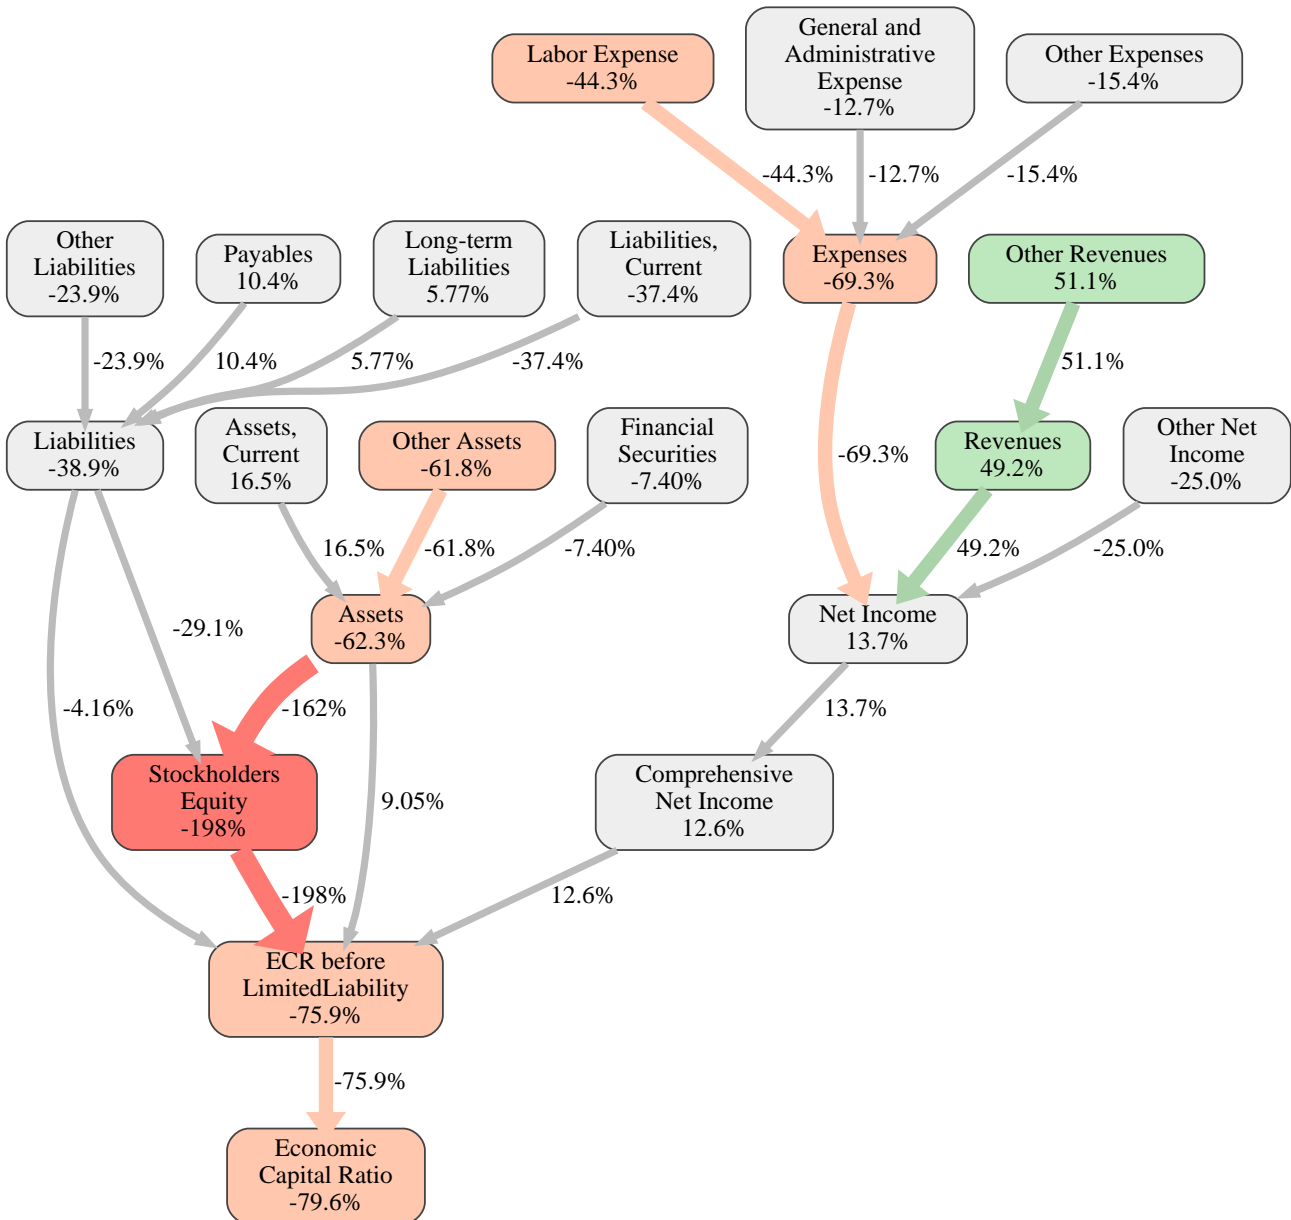 Labor Expense
-44.3%
General and
Administrative
Expense
-12.7%
Other Expenses
-15.4%
-44.3%
-12.7%
-15.4%
Other
Liabilities
-23.9%
Payables
10.4%
Long-term
Liabilities
5.77%
Liabilities,
Current
-37.4%
Expenses
-69.3%
Other Revenues
51.1%
-23.9%
10.4%
5.77%
-37.4%
51.1%
Liabilities
-38.9%
Assets,
Current
16.5%
Other Assets
-61.8%
Financial
Securities
-7.40%
-69.3%
Revenues
49.2%
Other Net
Income
-25.0%
16.5%
-61.8%
-7.40%
49.2%
-25.0%
-29.1%
Assets
-62.3%
Net Income
13.7%
-4.16%
-162%
13.7%
Stockholders
Equity
-198%
9.05%
Comprehensive
Net Income
12.6%
-198%
12.6%
ECR before
LimitedLiability
-75.9%
-75.9%
Economic
Capital Ratio
-79.6%